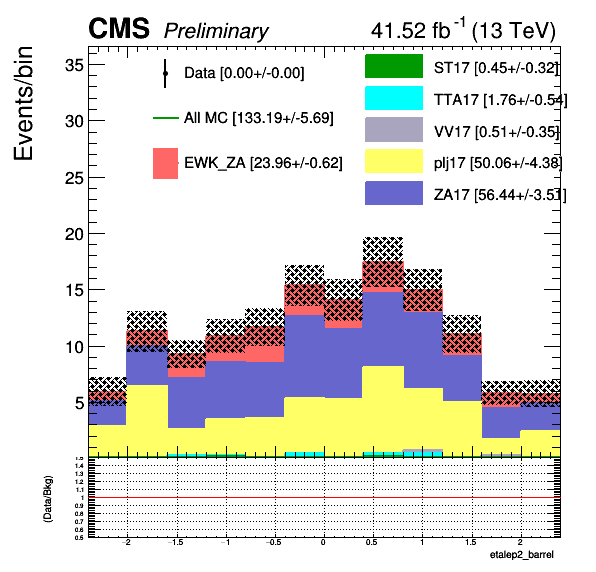 CMS Preliminary 41.52 fb⁻¹ (13 TeV)
Events/bin
35
30
25
20
15
10
5
Data [0.00+/-0.00]
All MC [133.19+/-5.69]
EWK_ZA [23.96+/-0.62]
ST17 [0.45+/-0.32]
TTA17 [1.76+/-0.54]
VV17 [0.51+/-0.35]
plj17 [50.06+/-4.38]
ZA17 [56.44+/-3.51]
(Data/Bkg)
1.5
1.4
1.3
1.2
1.1
1
0.9
0.8
0.7
0.6
0.5
−2 −1.5 −1 −0.5 0 0.5 1 1.5 2
etalep2_barrel